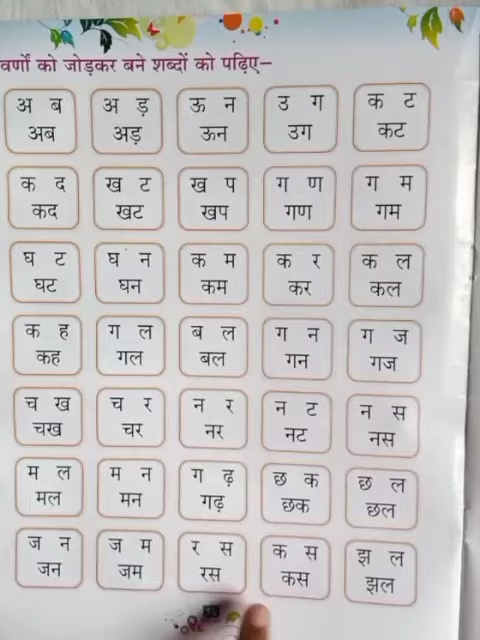 वर्णों को जोड़कर बने शब्दों को पढ़िए–
अ ब अ ड़ ऊ न उ ग क ट
अब अड़ ऊन उग कट
क द ख ट ख प ग ण ग म
कद खट खप गण गम
घ ट घ न क म क र क ल
घट घन कम कर कल
क ह ग ल ब ल ग न ग ज
कह गल बल गन गज
च ख च र न र न ट न स
चख चर नर नट नस
म ल म न ग ढ़ छ क छ ल
मल मन गढ़ छक छल
ज न ज म र स क स झ ल
जन जम रस कस झल